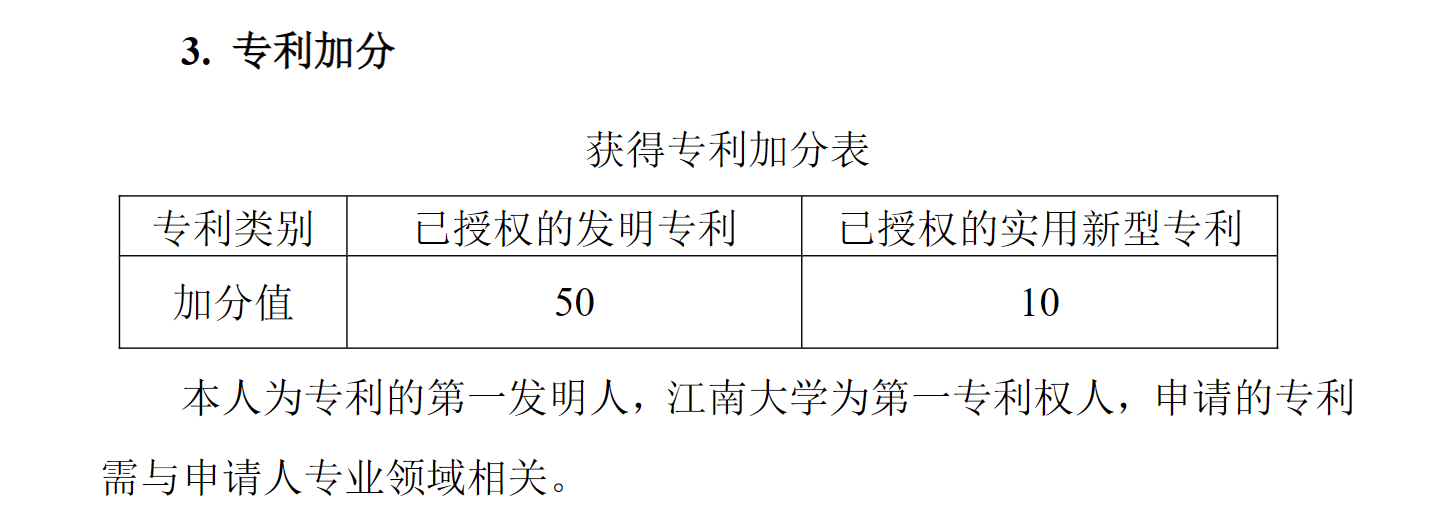 3. 专利加分
获得专利加分表
专利类别 已授权的发明专利 已授权的实用新型专利
加分值 50 10
本人为专利的第一发明人，江南大学为第一专利权人，申请的专利
需与申请人专业领域相关。